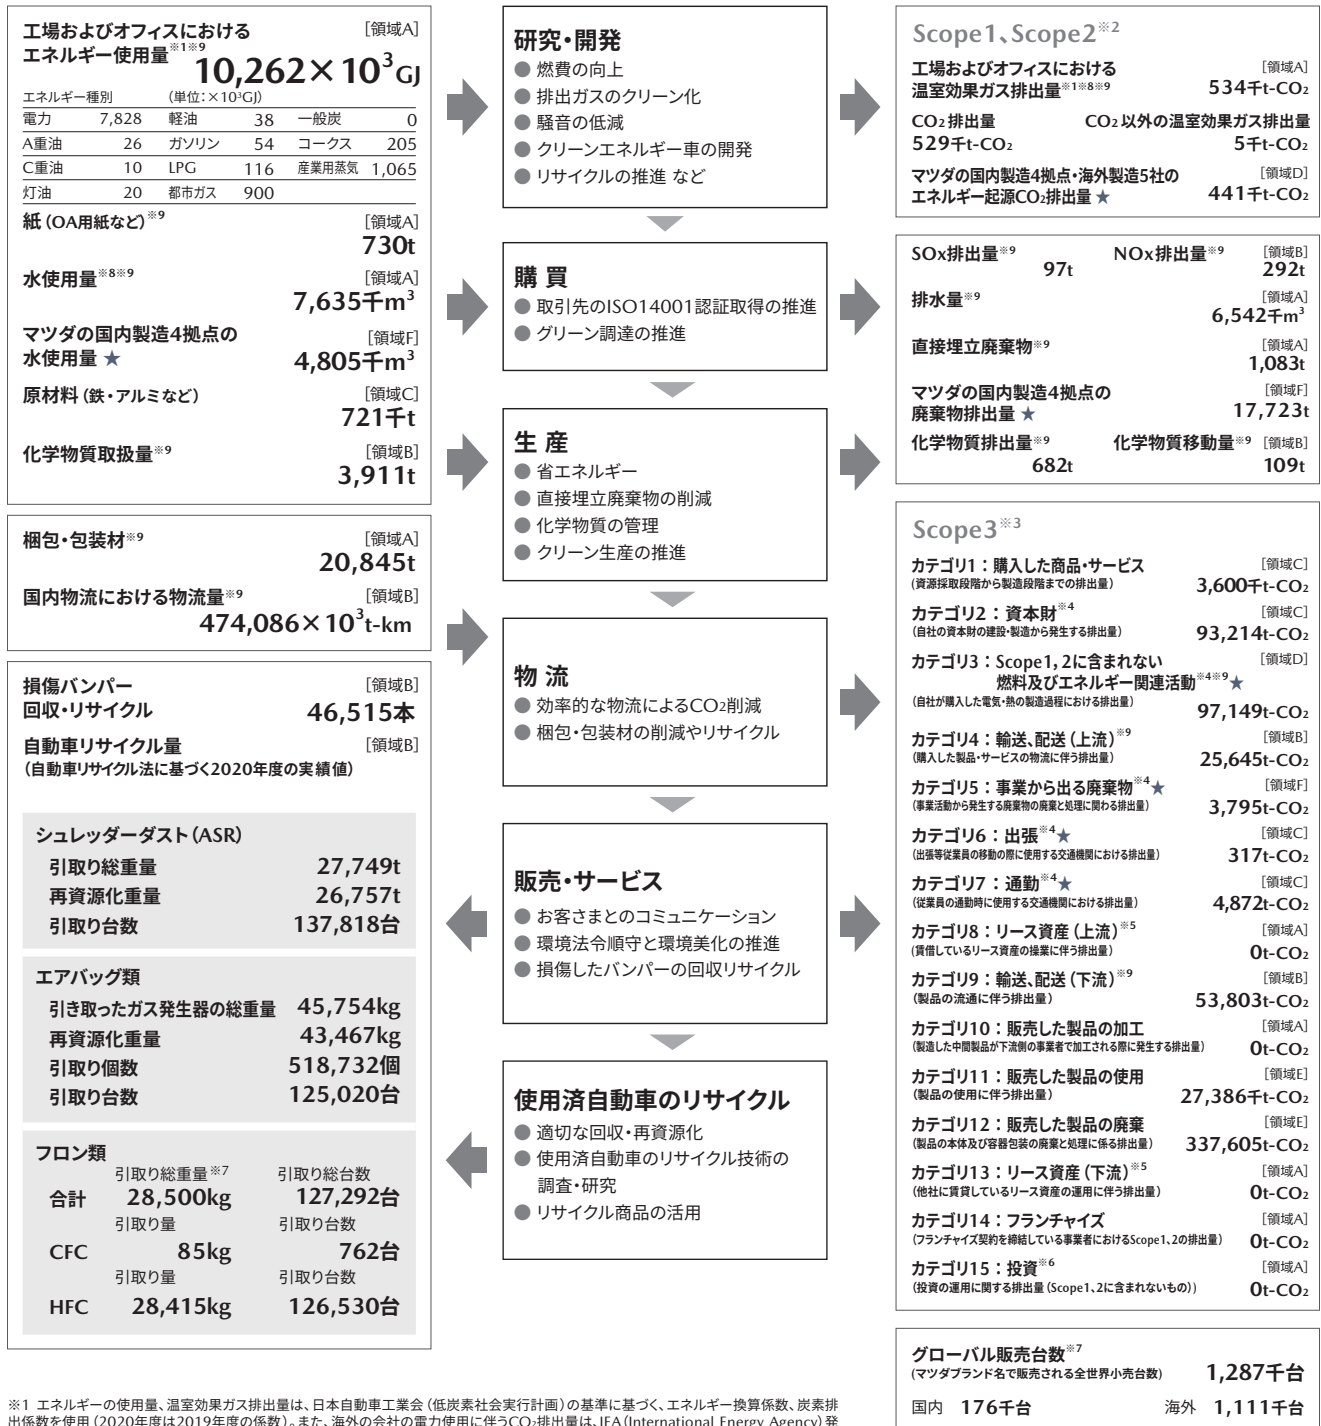 工場およびオフィスにおける [領域A]
エネルギー使用量※1※9
10,262×10³GJ
エネルギー種別 (単位:×10³GJ)
電力 7,828 軽油 38 一般炭 0
A重油 26 ガソリン 54 コークス 205
C重油 10 LPG 116 産業用蒸気 1,065
灯油 20 都市ガス 900
紙(OA用紙など)※9 [領域A]
730t
水使用量※8※9 [領域A]
7,635千m³
マツダの国内製造4拠点の [領域F]
水使用量 ★ 4,805千m³
原材料(鉄・アルミなど) [領域C]
721千t
化学物質取扱量※9 [領域B]
3,911t
梱包・包装材※9 [領域A]
20,845t
国内物流における物流量※9 [領域B]
474,086×10³t-km
損傷バンパー [領域B]
回収・リサイクル 46,515本
自動車リサイクル量 [領域B]
(自動車リサイクル法に基づく2020年度の実績値)
シュレッダーダスト(ASR)
引取り総重量 27,749t
再資源化重量 26,757t
引取り台数 137,818台
エアバッグ類
引き取ったガス発生器の総重量 45,754kg
再資源化重量 43,467kg
引取り個数 518,732個
引取り台数 125,020台
フロン類
引取り総重量※7 引取り総台数
合計 28,500kg 127,292台
引取り量 引取り台数
CFC 85kg 762台
引取り量 引取り台数
HFC 28,415kg 126,530台
研究・開発
● 燃費の向上
● 排出ガスのクリーン化
● 騒音の低減
● クリーンエネルギー車の開発
● リサイクルの推進 など
購 買
● 取引先のISO14001認証取得の推進
● グリーン調達の推進
生 産
● 省エネルギー
● 直接埋立廃棄物の削減
● 化学物質の管理
● クリーン生産の推進
物 流
● 効率的な物流によるCO₂削減
● 梱包・包装材の削減やリサイクル
販売・サービス
● お客さまとのコミュニケーション
● 環境法令順守と環境美化の推進
● 損傷したバンパーの回収リサイクル
使用済自動車のリサイクル
● 適切な回収・再資源化
● 使用済自動車のリサイクル技術の
調査・研究
● リサイクル商品の活用
Scope1、Scope2※2
工場およびオフィスにおける [領域A]
温室効果ガス排出量※1※8※9 534千t-CO₂
CO₂排出量 CO₂以外の温室効果ガス排出量
529千t-CO₂ 5千t-CO₂
マツダの国内製造4拠点・海外製造5社の [領域D]
エネルギー起源CO₂排出量 ★ 441千t-CO₂
SOx排出量※9 NOx排出量※9 [領域B]
97t 292t
排水量※9 [領域A]
6,542千m³
直接埋立廃棄物※9 [領域A]
1,083t
マツダの国内製造4拠点の [領域F]
廃棄物排出量 ★ 17,723t
化学物質排出量※9 化学物質移動量※9 [領域B]
682t 109t
Scope3※3
カテゴリ1:購入した商品・サービス [領域C]
(資源採取段階から製造段階までの排出量) 3,600千t-CO₂
カテゴリ2:資本財※4 [領域C]
(自社の資本財の建設・製造から発生する排出量) 93,214t-CO₂
カテゴリ3:Scope1,2に含まれない [領域D]
燃料及びエネルギー関連活動※4※9★
(自社が購入した電気・熱の製造過程における排出量) 97,149t-CO₂
カテゴリ4:輸送、配送(上流)※9 [領域B]
(購入した製品・サービスの物流に伴う排出量) 25,645t-CO₂
カテゴリ5:事業から出る廃棄物※4★ [領域F]
(事業活動から発生する廃棄物の廃棄と処理に関わる排出量) 3,795t-CO₂
カテゴリ6:出張※4★ [領域C]
(出張等従業員の移動の際に使用する交通機関における排出量) 317t-CO₂
カテゴリ7:通勤※4★ [領域C]
(従業員の通勤時に使用する交通機関における排出量) 4,872t-CO₂
カテゴリ8:リース資産(上流)※5 [領域A]
(賃借しているリース資産の操業に伴う排出量) 0t-CO₂
カテゴリ9:輸送、配送(下流)※9 [領域B]
(製品の流通に伴う排出量) 53,803t-CO₂
カテゴリ10:販売した製品の加工 [領域A]
(製造した中間製品が下流側の事業者で加工される際に発生する排出量) 0t-CO₂
カテゴリ11:販売した製品の使用 [領域E]
(製品の使用に伴う排出量) 27,386千t-CO₂
カテゴリ12:販売した製品の廃棄 [領域E]
(製品の本体及び容器包装の廃棄と処理に係る排出量) 337,605t-CO₂
カテゴリ13:リース資産(下流)※5 [領域A]
(他社に賃貸しているリース資産の運用に伴う排出量) 0t-CO₂
カテゴリ14:フランチャイズ [領域A]
(フランチャイズ契約を締結している事業者におけるScope1、2の排出量) 0t-CO₂
カテゴリ15:投資※6 [領域A]
(投資の運用に関する排出量(Scope1、2に含まれないもの)) 0t-CO₂
グローバル販売台数※7
(マツダブランド名で販売される全世界小売台数) 1,287千台
国内 176千台 海外 1,111千台
※1 エネルギーの使用量、温室効果ガス排出量は、日本自動車工業会(低炭素社会実行計画)の基準に基づく、エネルギー換算係数、炭素排
出係数を使用(2020年度は2019年度の係数)。また、海外の会社の電力使用に伴うCO₂排出量は、IEA(International Energy Agency)発